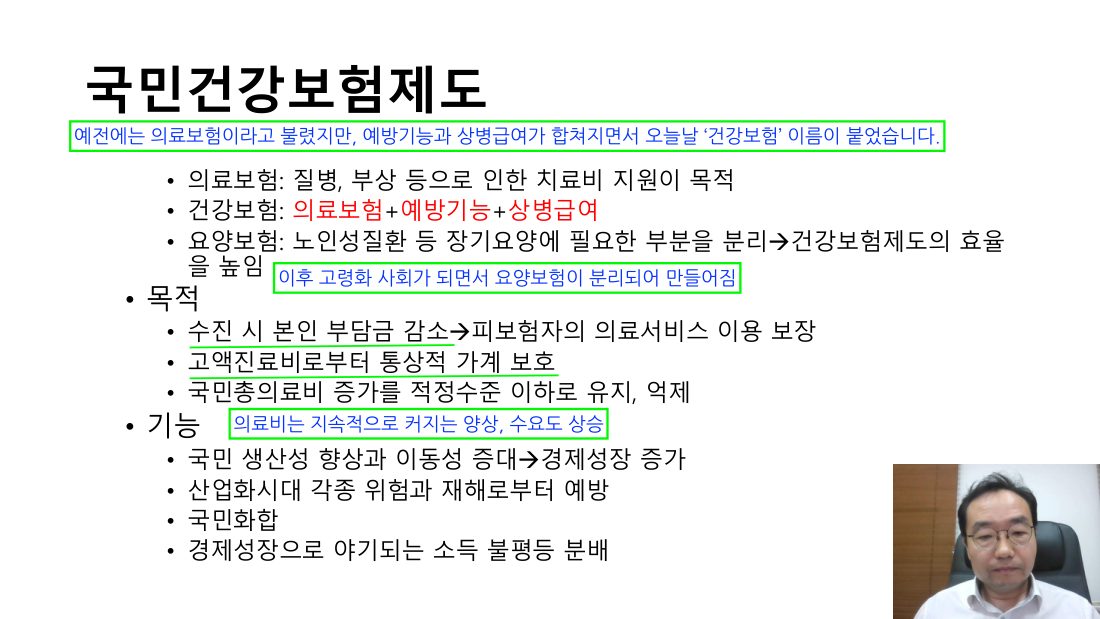 국민건강보험제도
예전에는 의료보험이라고 불렸지만, 예방기능과 상병급여가 합쳐지면서 오늘날 ‘건강보험’ 이름이 붙었습니다.
• 의료보험: 질병, 부상 등으로 인한 치료비 지원이 목적
• 건강보험: 의료보험+예방기능+상병급여
• 요양보험: 노인성질환 등 장기요양에 필요한 부분을 분리→건강보험제도의 효율
을 높임
이후 고령화 사회가 되면서 요양보험이 분리되어 만들어짐
• 목적
• 수진 시 본인 부담금 감소→피보험자의 의료서비스 이용 보장
• 고액진료비로부터 통상적 가계 보호
• 국민총의료비 증가를 적정수준 이하로 유지, 억제
• 기능
의료비는 지속적으로 커지는 양상, 수요도 상승
• 국민 생산성 향상과 이동성 증대→경제성장 증가
• 산업화시대 각종 위험과 재해로부터 예방
• 국민화합
• 경제성장으로 야기되는 소득 불평등 분배